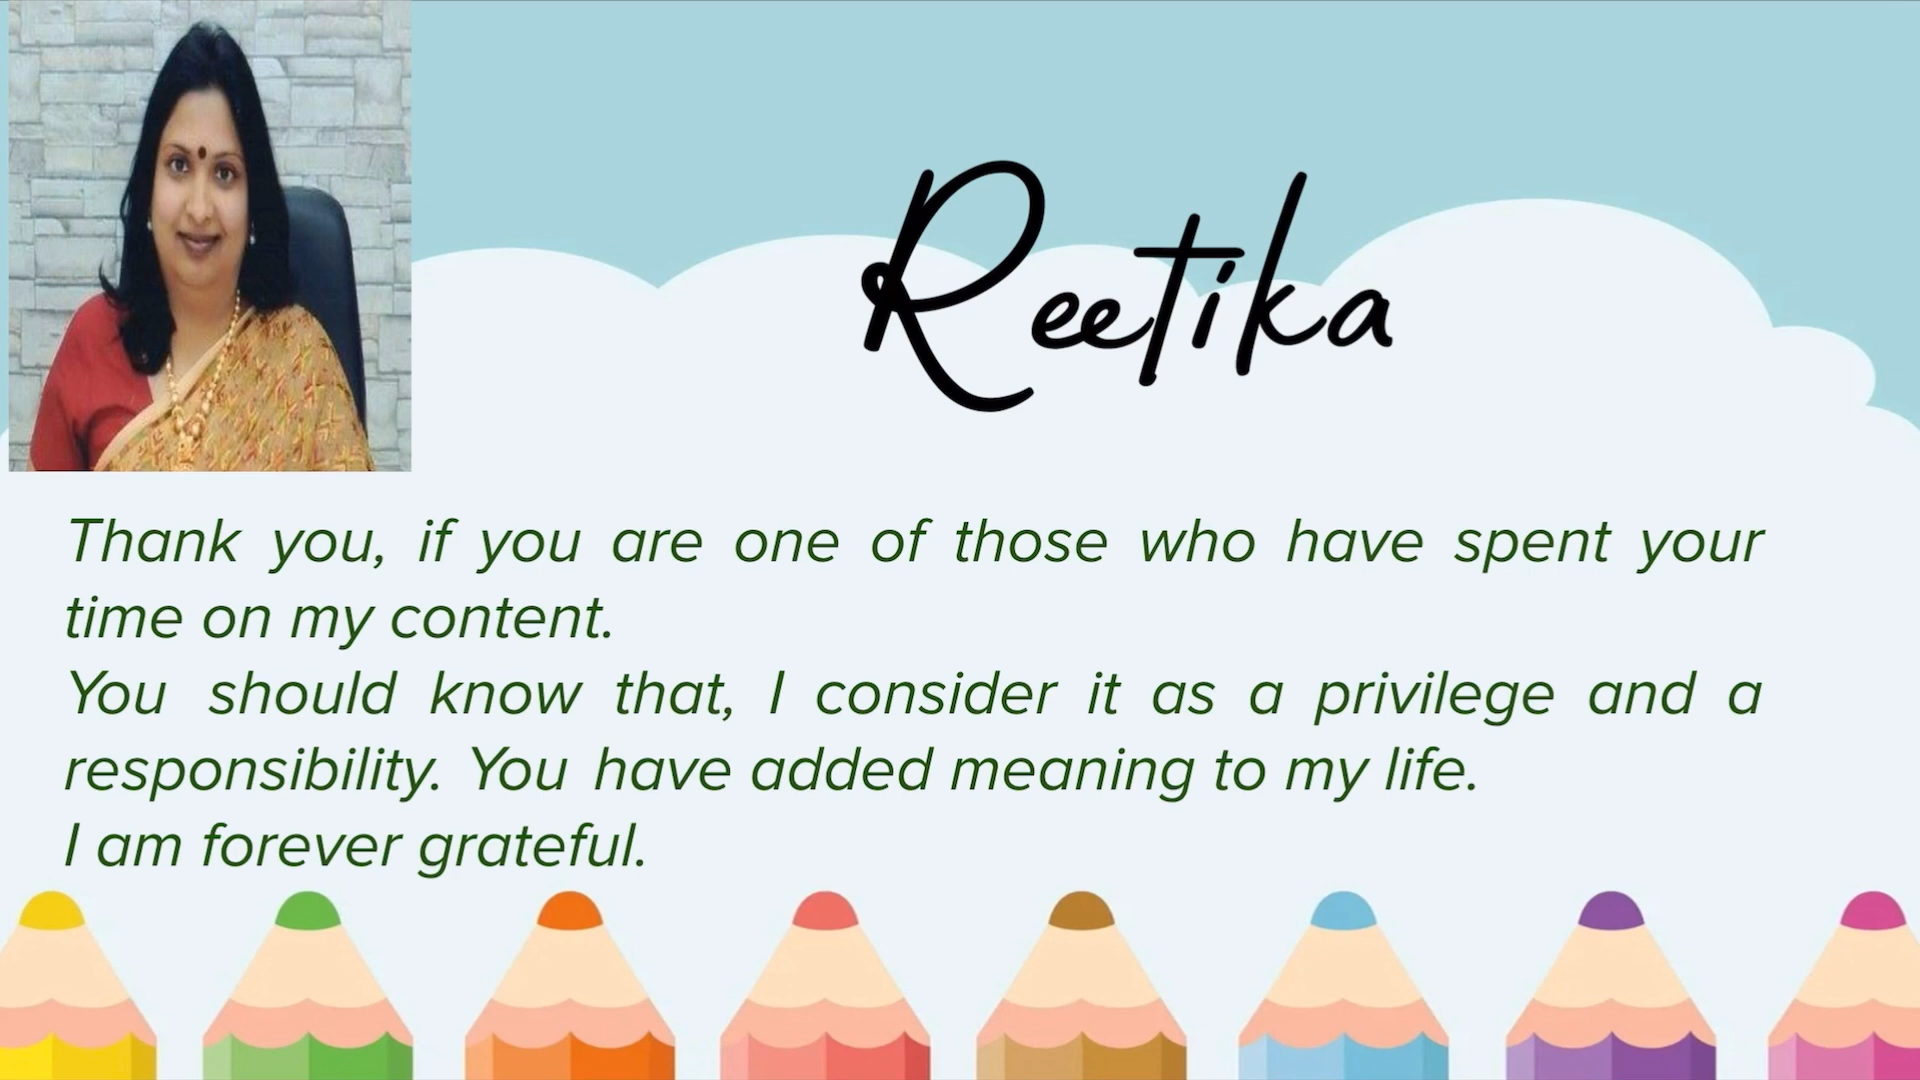 Reetika
Thank you, if you are one of those who have spent your
time on my content.
You should know that, I consider it as a privilege and a
responsibility. You have added meaning to my life.
I am forever grateful.